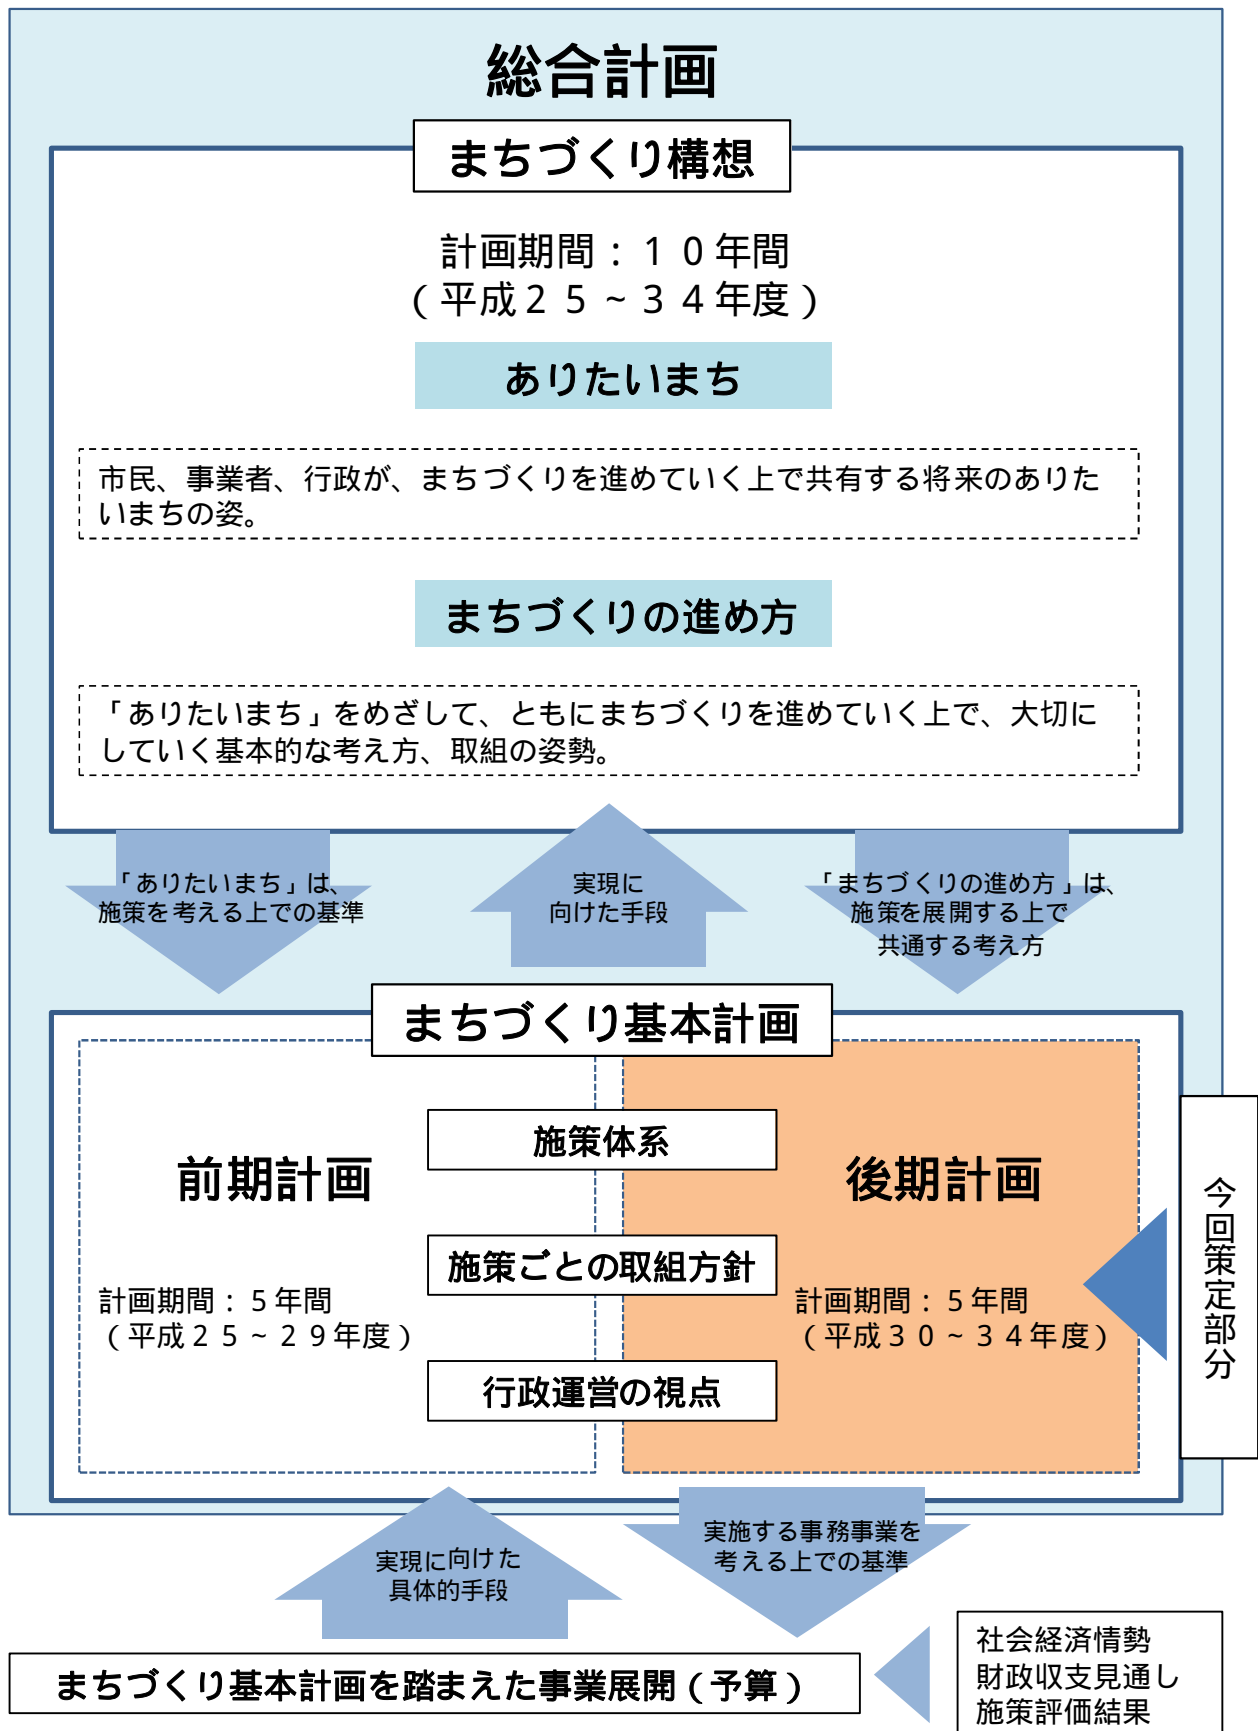 総合計画
まちづくり構想
計画期間：１０年間
（平成２５～３４年度）
ありたいまち
市民、事業者、行政が、まちづくりを進めていく上で共有する将来のありた
いまちの姿。
まちづくりの進め方
「ありたいまち」をめざして、ともにまちづくりを進めていく上で、大切に
していく基本的な考え方、取組の姿勢。
「ありたいまち」は、
施策を考える上での基準
実現に
向けた手段
「まちづくりの進め方」は、
施策を展開する上で
共通する考え方
まちづくり基本計画
施策体系
前期計画
後期計画
施策ごとの取組方針
計画期間：５年間
（平成２５～２９年度）
計画期間：５年間
（平成３０～３４年度）
行政運営の視点
今回策定部分
実現に向けた
具体的手段
実施する事務事業を
考える上での基準
まちづくり基本計画を踏まえた事業展開（予算）
社会経済情勢
財政収支見通し
施策評価結果